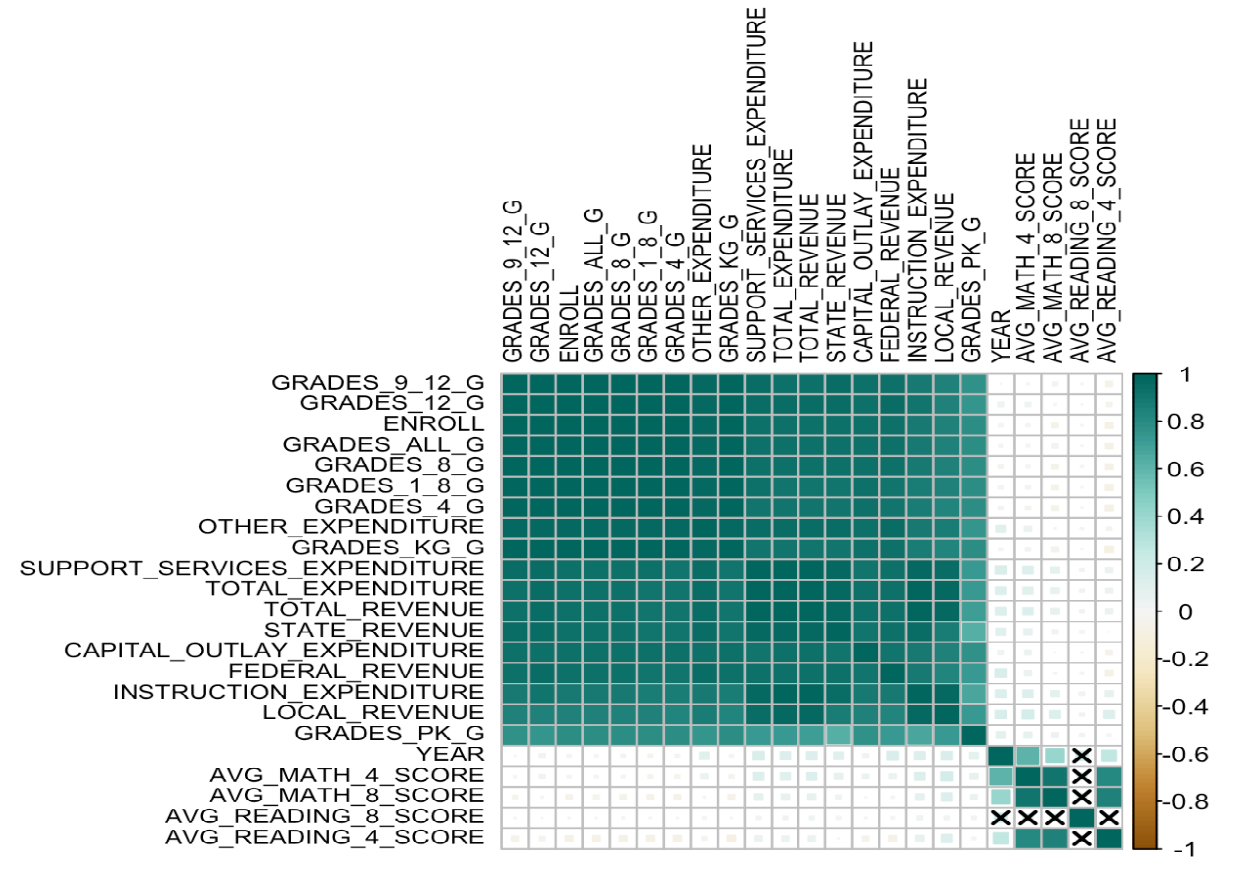 GRADES_9_12_G
GRADES_12_G
ENROLL
GRADES_ALL_G
GRADES_8_G
GRADES_1_8_G
GRADES_4_G
OTHER_EXPENDITURE
GRADES_KG_G
SUPPORT_SERVICES_EXPENDITURE
TOTAL_EXPENDITURE
TOTAL_REVENUE
STATE_REVENUE
CAPITAL_OUTLAY_EXPENDITURE
FEDERAL_REVENUE
INSTRUCTION_EXPENDITURE
LOCAL_REVENUE
GRADES_PK_G
YEAR
AVG_MATH_4_SCORE
AVG_MATH_8_SCORE
AVG_READING_8_SCORE
AVG_READING_4_SCORE
GRADES_9_12_G
GRADES_12_G
ENROLL
GRADES_ALL_G
GRADES_8_G
GRADES_1_8_G
GRADES_4_G
OTHER_EXPENDITURE
GRADES_KG_G
SUPPORT_SERVICES_EXPENDITURE
TOTAL_EXPENDITURE
TOTAL_REVENUE
STATE_REVENUE
CAPITAL_OUTLAY_EXPENDITURE
FEDERAL_REVENUE
INSTRUCTION_EXPENDITURE
LOCAL_REVENUE
GRADES_PK_G
YEAR
AVG_MATH_4_SCORE
AVG_MATH_8_SCORE
AVG_READING_8_SCORE
AVG_READING_4_SCORE
1
0.8
0.6
0.4
0.2
0
-0.2
-0.4
-0.6
-0.8
-1